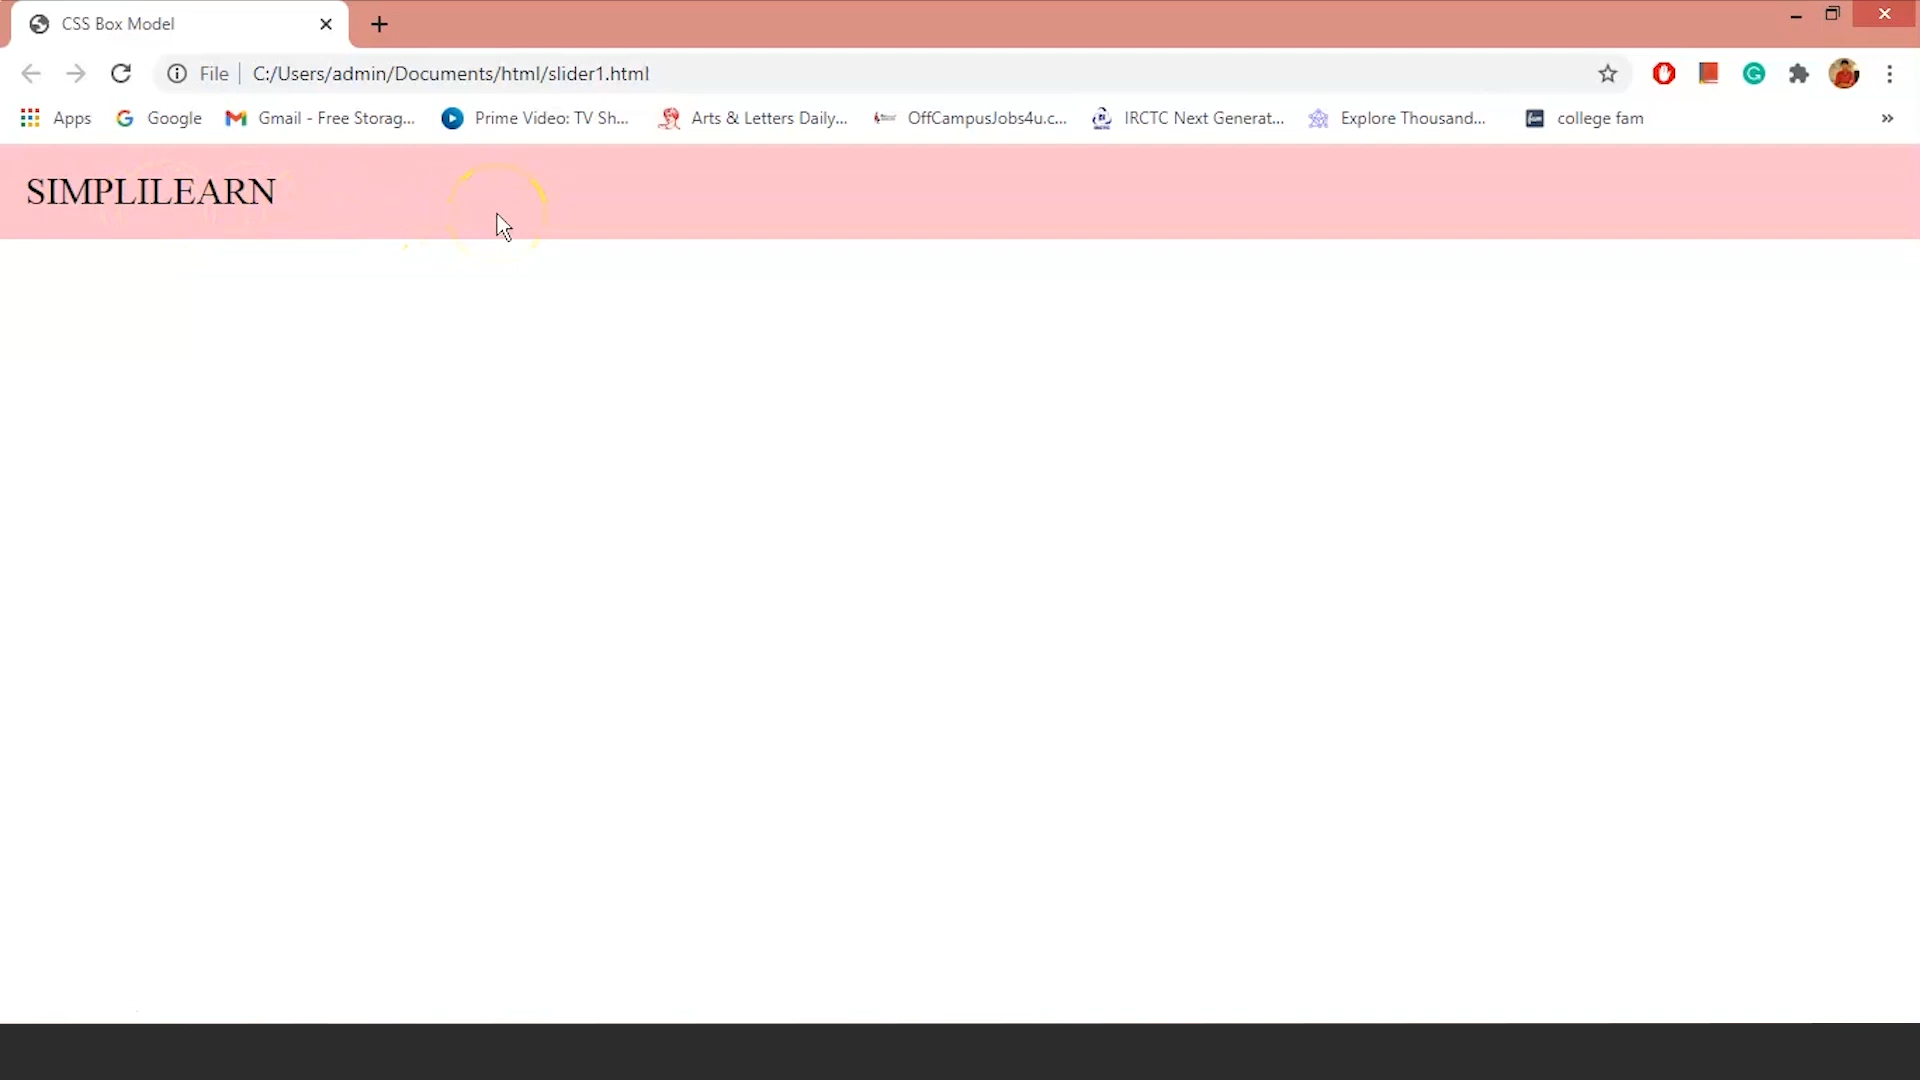 CSS Box Model
File C:/Users/admin/Documents/html/slider1.html
Apps Google Gmail - Free Storag... Prime Video: TV Sh... Arts & Letters Daily... OffCampusJobs4u.c... IRCTC Next Generat... Explore Thousand... college fam »
SIMPLILEARN